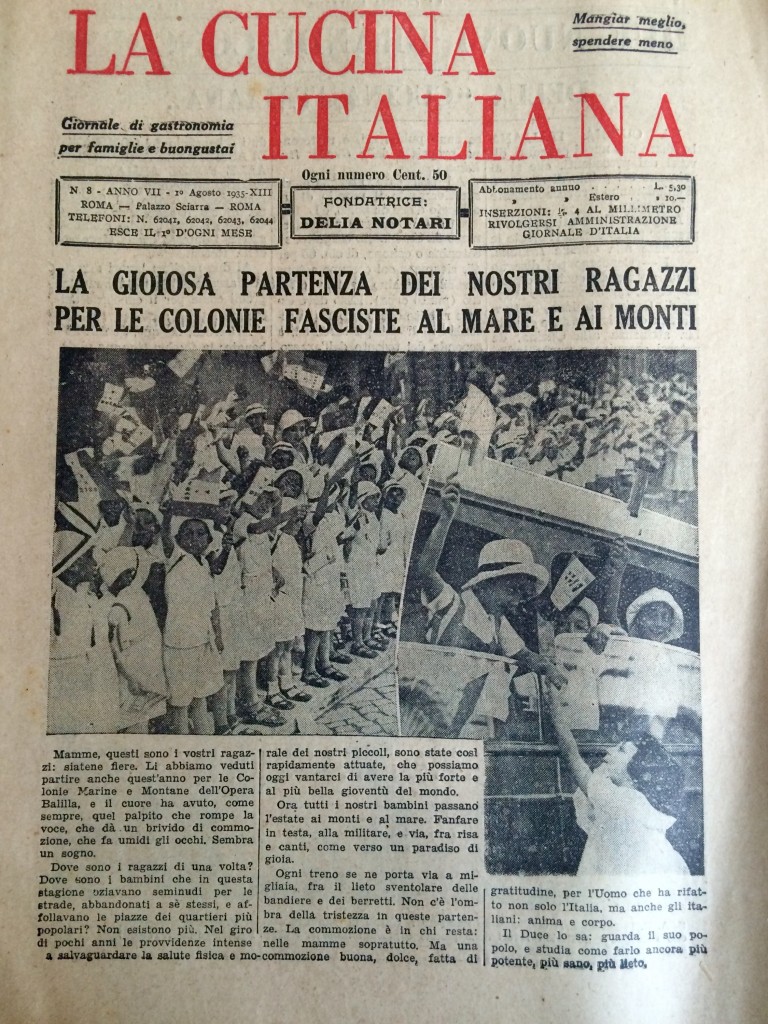 LA CUCINA
ITALIANA
Mangiar meglio,
spendere meno
Giornale di gastronomia
per famiglie e buongustai
Ogni numero Cent. 50
N. 8 - ANNO VII - 1º Agosto 1935-XIII
ROMA — Palazzo Sciarra — ROMA
TELEFONI: N. 62041, 62042, 62043, 62044
ESCE IL 1º D'OGNI MESE
FONDATRICE:
DELIA NOTARI
Abbonamento annuo . . . . . L. 5,30
» » Estero . . » 10,—
INSERZIONI: L. 4 AL MILLIMETRO
RIVOLGERSI AMMINISTRAZIONE
GIORNALE D'ITALIA
LA GIOIOSA PARTENZA DEI NOSTRI RAGAZZI
PER LE COLONIE FASCISTE AL MARE E AI MONTI
Mamme, questi sono i vostri ragaz-
zi: siatene fiere. Li abbiamo veduti
partire anche quest'anno per le Co-
lonie Marine e Montane dell'Opera
Balilla, e il cuore ha avuto, come
sempre, quel palpito che rompe la
voce, che dà un brivido di commo-
zione, che fa umidi gli occhi. Sembra
un sogno.
Dove sono i ragazzi di una volta?
Dove sono i bambini che in questa
stagione oziavano seminudi per le
strade, abbandonati a sè stessi, e af-
follavano le piazze dei quartieri più
popolari? Non esistono più. Nel giro
di pochi anni le provvidenze intense
a salvaguardare la salute fisica e mo-
rale dei nostri piccoli, sono state così
rapidamente attuate, che possiamo
oggi vantarci di avere la più forte e
al più bella gioventù del mondo.
Ora tutti i nostri bambini passano
l'estate ai monti e al mare. Fanfare
in testa, alla militare, e via, fra risa
e canti, come verso un paradiso di
gioia.
Ogni treno se ne porta via a mi-
gliaia, fra il lieto sventolare delle
bandiere e dei berretti. Non c'è l'om-
bra della tristezza in queste parten-
ze. La commozione è in chi resta:
nelle mamme sopratutto. Ma una
commozione buona, dolce, fatta di
gratitudine, per l'Uomo che ha rifat-
to non solo l'Italia, ma anche gli ita-
liani: anima e corpo.
Il Duce lo sa: guarda il suo po-
polo, e studia come farlo ancora più
potente, più sano, più lieto.